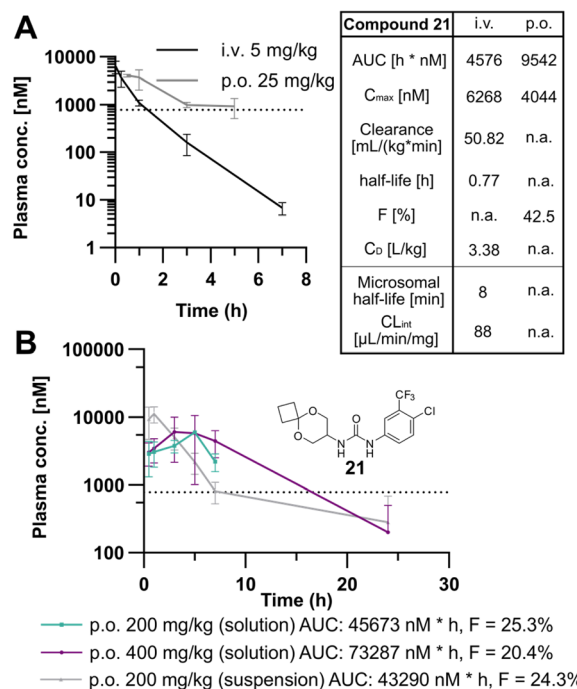 A
i.v. 5 mg/kg
p.o. 25 mg/kg
Plasma conc. [nM]
10000
1000
100
10
1
0 2 4 6 8
Time (h)
Compound 21 i.v. p.o.
AUC [h * nM] 4576 9542
Cmax [nM] 6268 4044
Clearance
[mL/(kg*min] 50.82 n.a.
half-life [h] 0.77 n.a.
F [%] n.a. 42.5
CD [L/kg] 3.38 n.a.
Microsomal
half-life [min] 8 n.a.
CLint
[µL/min/mg] 88 n.a.
B
Plasma conc. [nM]
100000
10000
1000
100
0 10 20 30
Time (h)
CF3
Cl
O
O
O
N
H
N
H
21
p.o. 200 mg/kg (solution) AUC: 45673 nM * h, F = 25.3%
p.o. 400 mg/kg (solution) AUC: 73287 nM * h, F = 20.4%
p.o. 200 mg/kg (suspension) AUC: 43290 nM * h, F = 24.3%